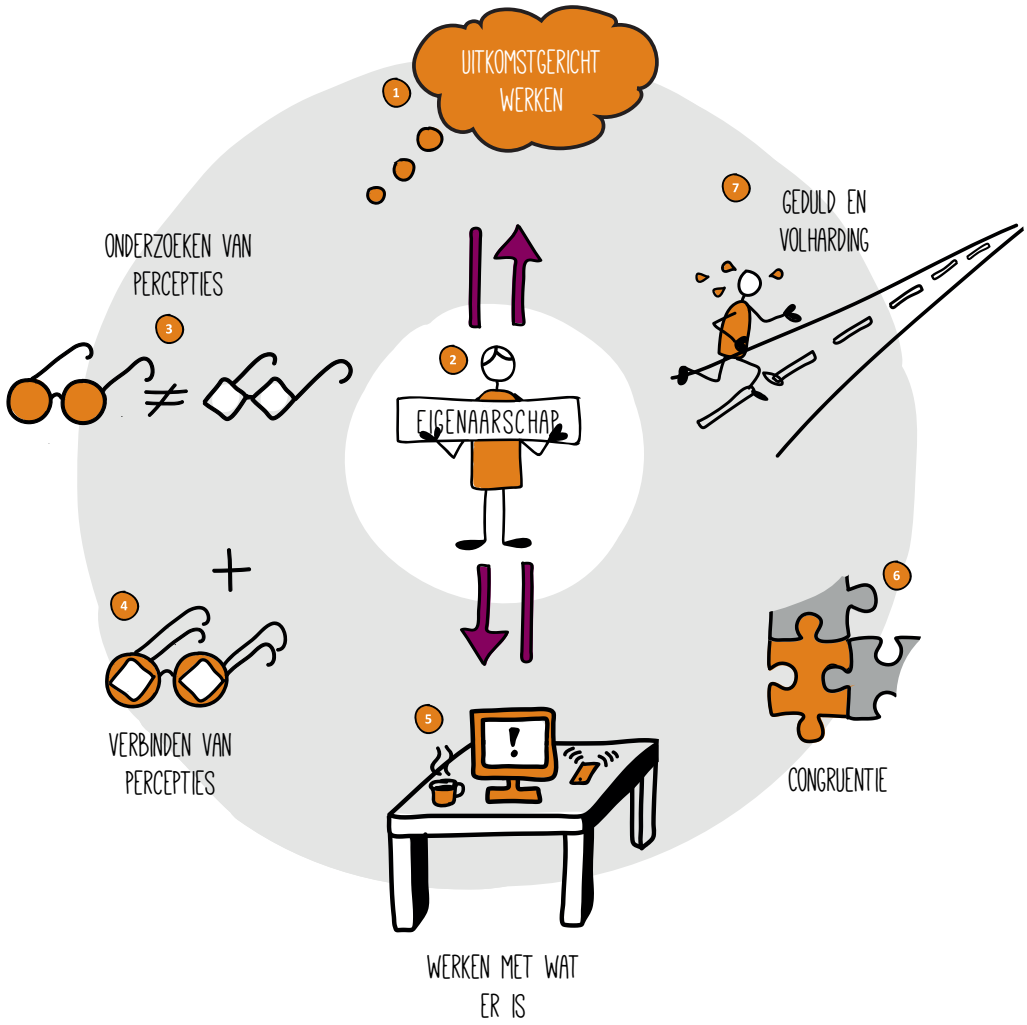 1
UITKOMSTGERICHT
WERKEN
2
EIGENAARSCHAP
3
ONDERZOEKEN VAN
PERCEPTIES
≠
+
4
VERBINDEN VAN
PERCEPTIES
5
!
WERKEN MET WAT
ER IS
6
CONGRUENTIE
7
GEDULD EN
VOLHARDING